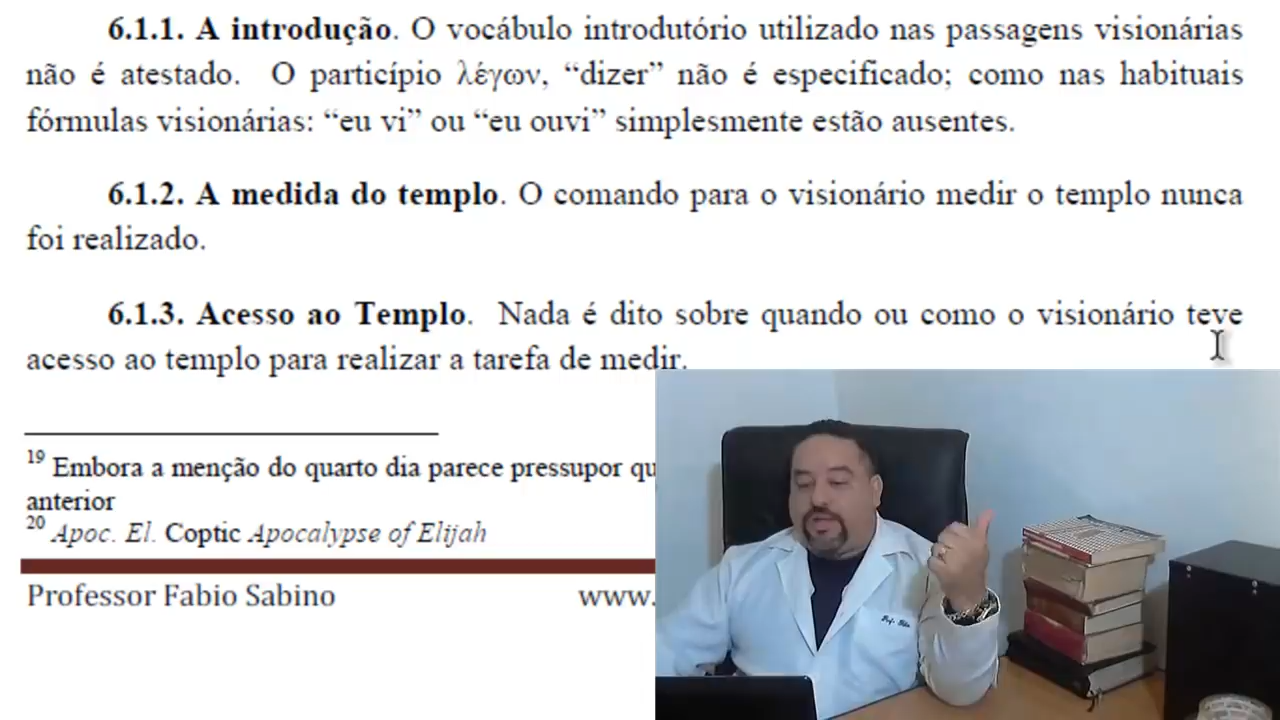 6.1.1. A introdução. O vocábulo introdutório utilizado nas passagens visionárias
não é atestado. O particípio λέγων, “dizer” não é especificado; como nas habituais
fórmulas visionárias: “eu vi” ou “eu ouvi” simplesmente estão ausentes.
6.1.2. A medida do templo. O comando para o visionário medir o templo nunca
foi realizado.
6.1.3. Acesso ao Templo. Nada é dito sobre quando ou como o visionário teve
acesso ao templo para realizar a tarefa de medir.
19 Embora a menção do quarto dia parece pressupor qu
anterior
20 Apoc. El. Coptic Apocalypse of Elijah
Professor Fabio Sabino
www.